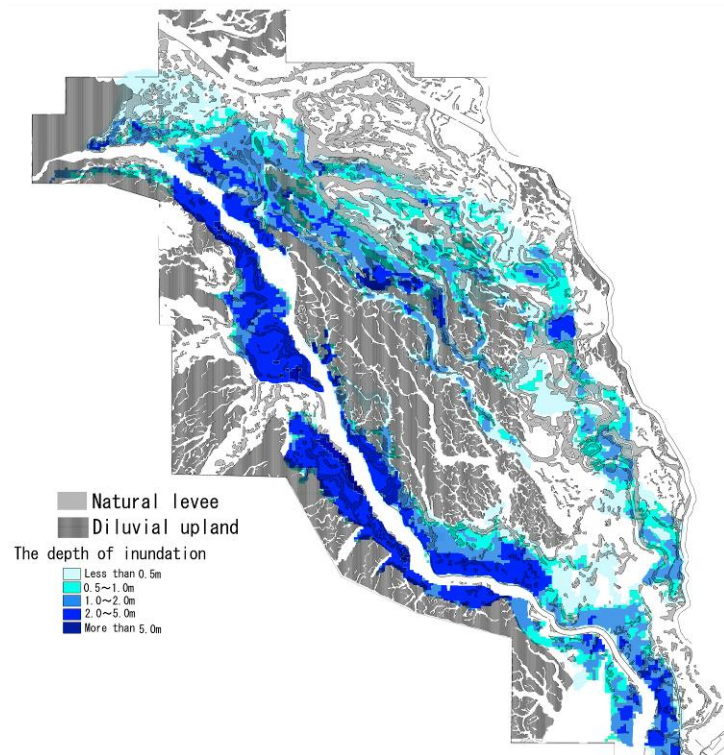 Natural levee
Diluvial upland
The depth of inundation
Less than 0.5m
0.5～1.0m
1.0～2.0m
2.0～5.0m
More than 5.0m